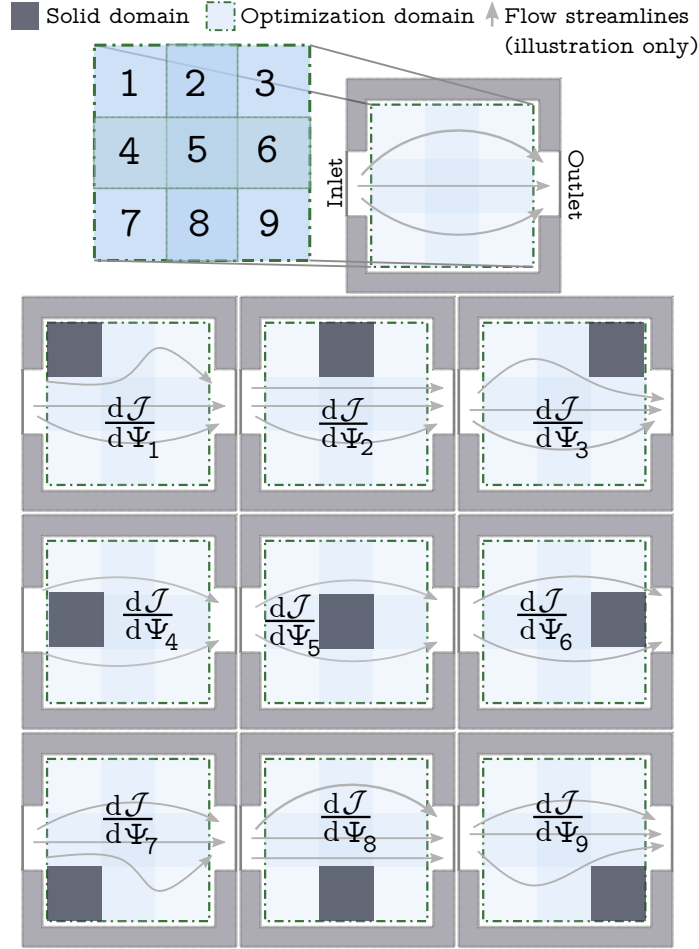 Solid domain Optimization domain Flow streamlines
(illustration only)
1 2 3
4 5 6
7 8 9
Inlet
Outlet
d𝒥/dΨ1 d𝒥/dΨ2 d𝒥/dΨ3
d𝒥/dΨ4 d𝒥/dΨ5 d𝒥/dΨ6
d𝒥/dΨ7 d𝒥/dΨ8 d𝒥/dΨ9